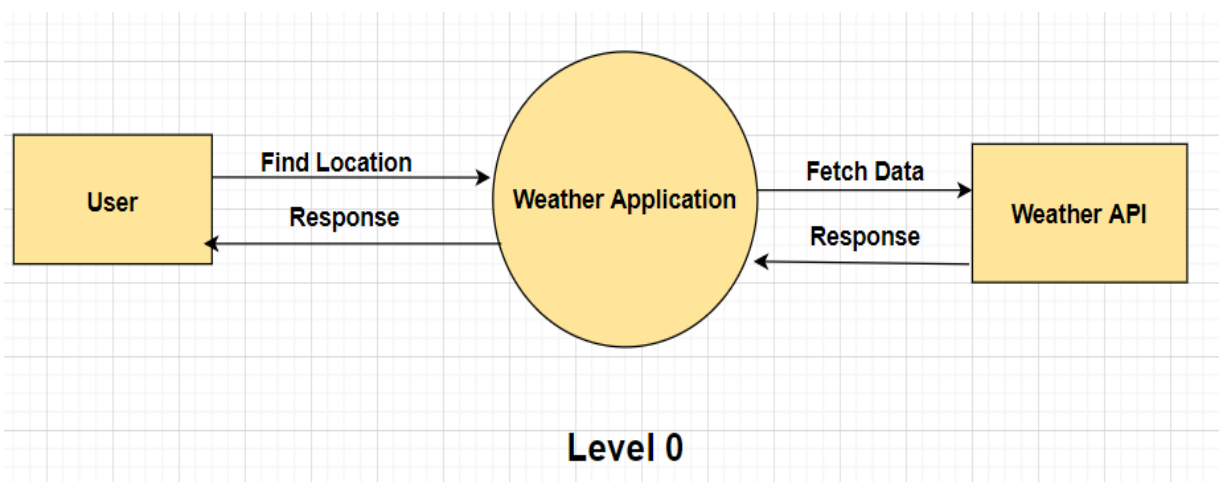 User
Find Location
Response
Weather Application
Fetch Data
Response
Weather API
Level 0